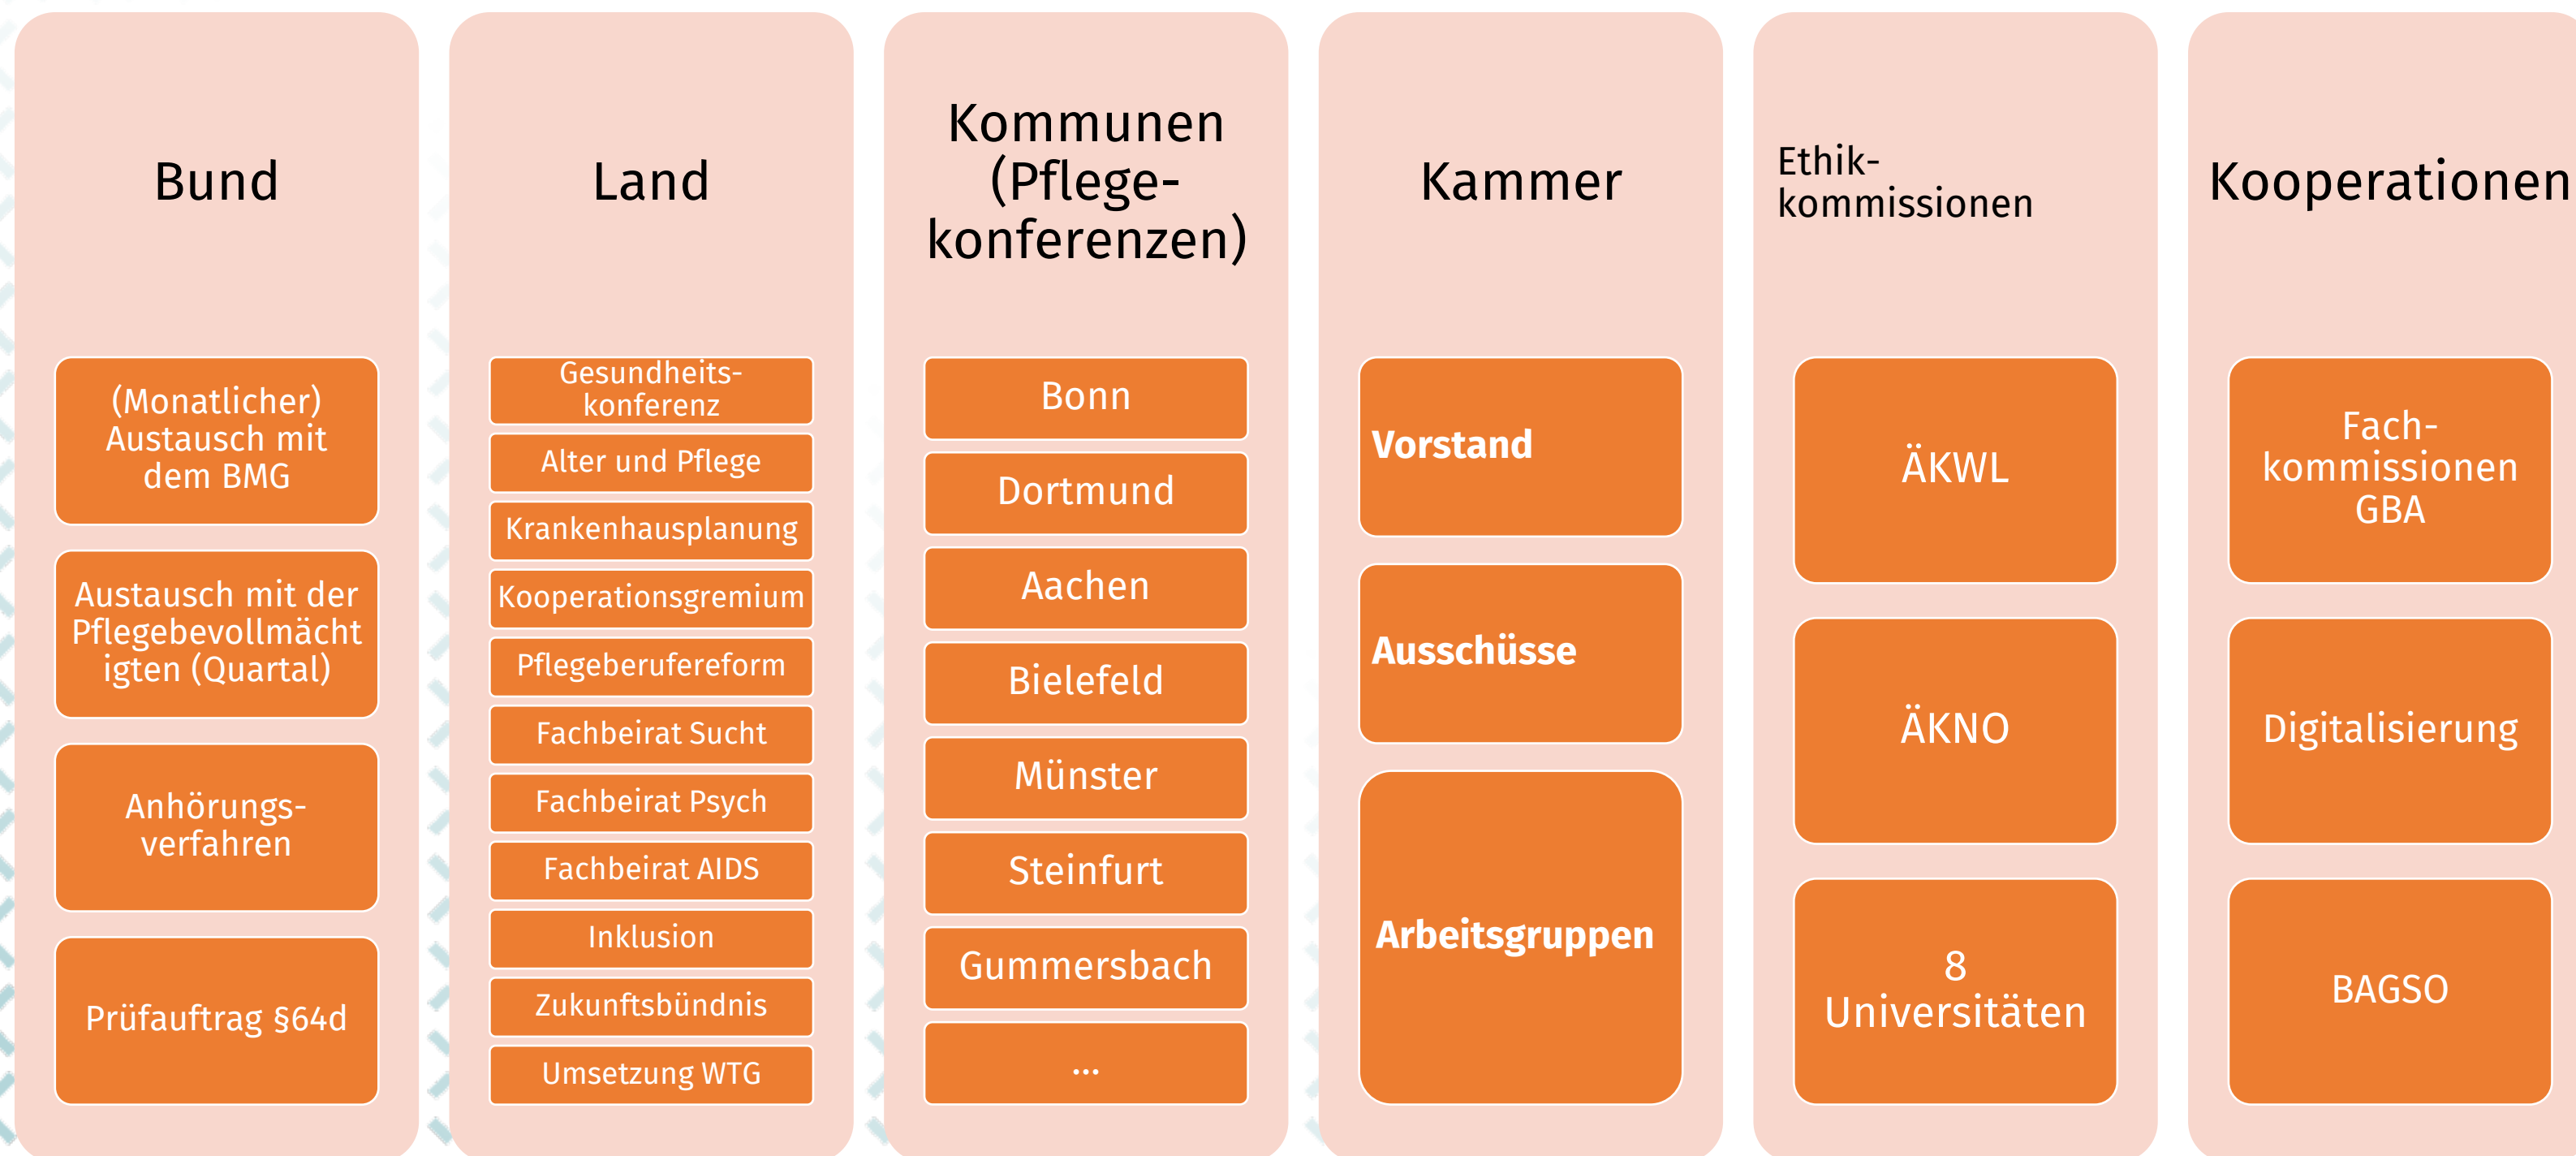 Bund
(Monatlicher)
Austausch mit
dem BMG
Austausch mit der
Pflegebevollmächt
igten (Quartal)
Anhörungs-
verfahren
Prüfauftrag §64d
Land
Gesundheits-
konferenz
Alter und Pflege
Krankenhausplanung
Kooperationsgremium
Pflegeberufereform
Fachbeirat Sucht
Fachbeirat Psych
Fachbeirat AIDS
Inklusion
Zukunftsbündnis
Umsetzung WTG
Kommunen
(Pflege-
konferenzen)
Bonn
Dortmund
Aachen
Bielefeld
Münster
Steinfurt
Gummersbach
...
Kammer
Vorstand
Ausschüsse
Arbeitsgruppen
Ethik-
kommissionen
ÄKWL
ÄKNO
8
Universitäten
Kooperationen
Fach-
kommissionen
GBA
Digitalisierung
BAGSO